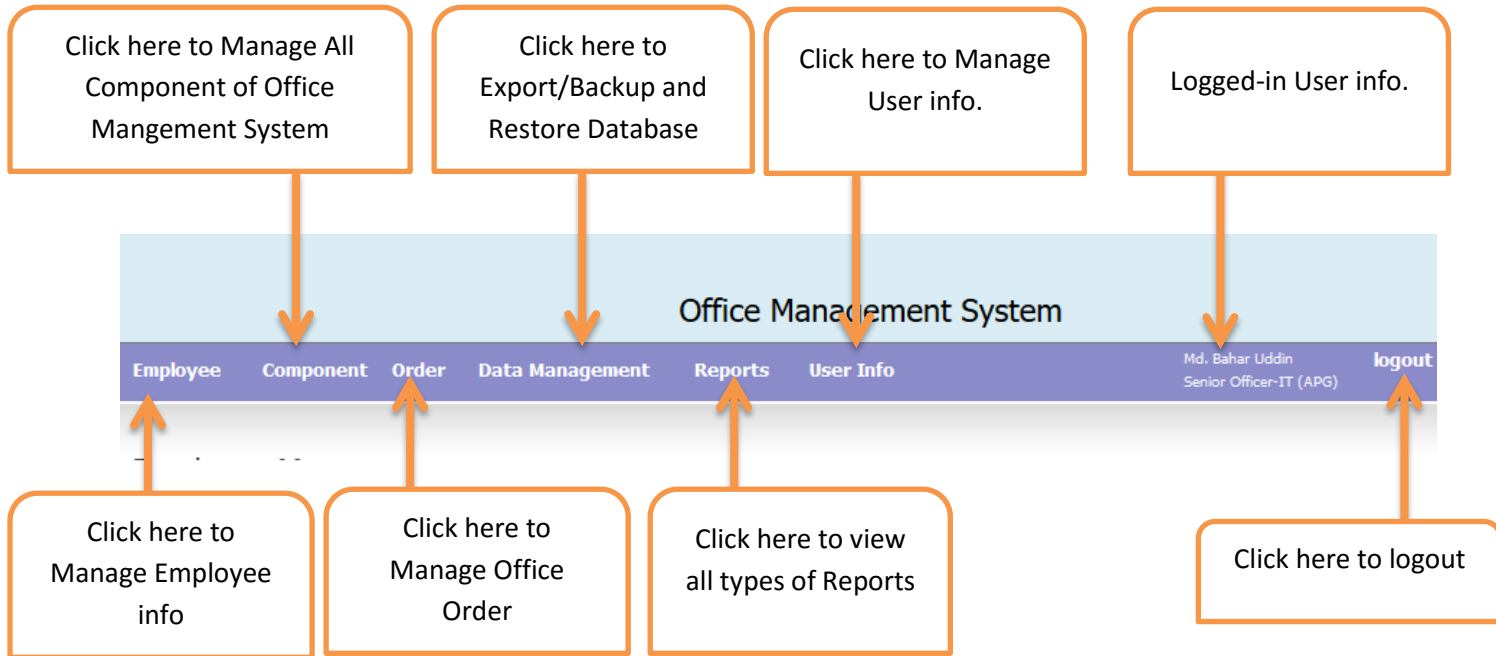 Click here to Manage All
Component of Office
Mangement System
Click here to
Export/Backup and
Restore Database
Click here to Manage
User info.
Logged-in User info.
Office Management System
Employee
Component
Order
Data Management
Reports
User Info
Md. Bahar Uddin
Senior Officer-IT (APG)
logout
Click here to
Manage Employee
info
Click here to
Manage Office
Order
Click here to view
all types of Reports
Click here to logout